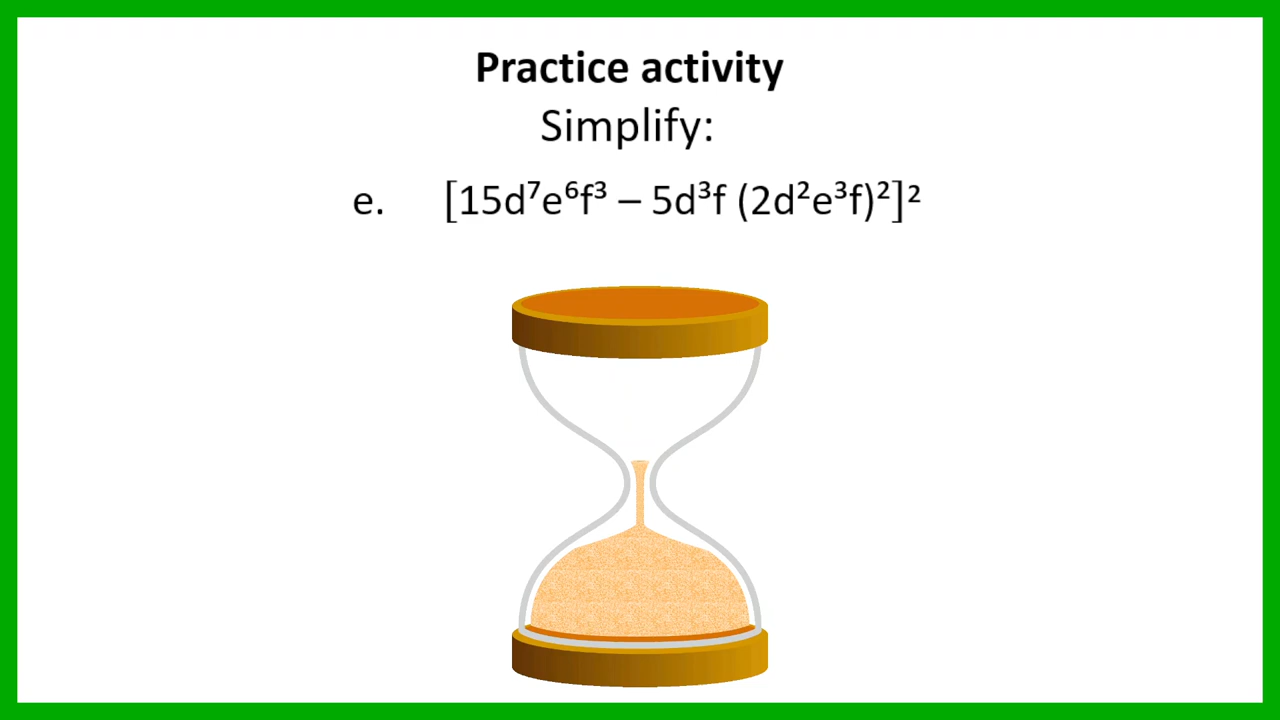 Practice activity
Simplify:
e. [15d⁷e⁶f³ – 5d³f (2d²e³f)²]²